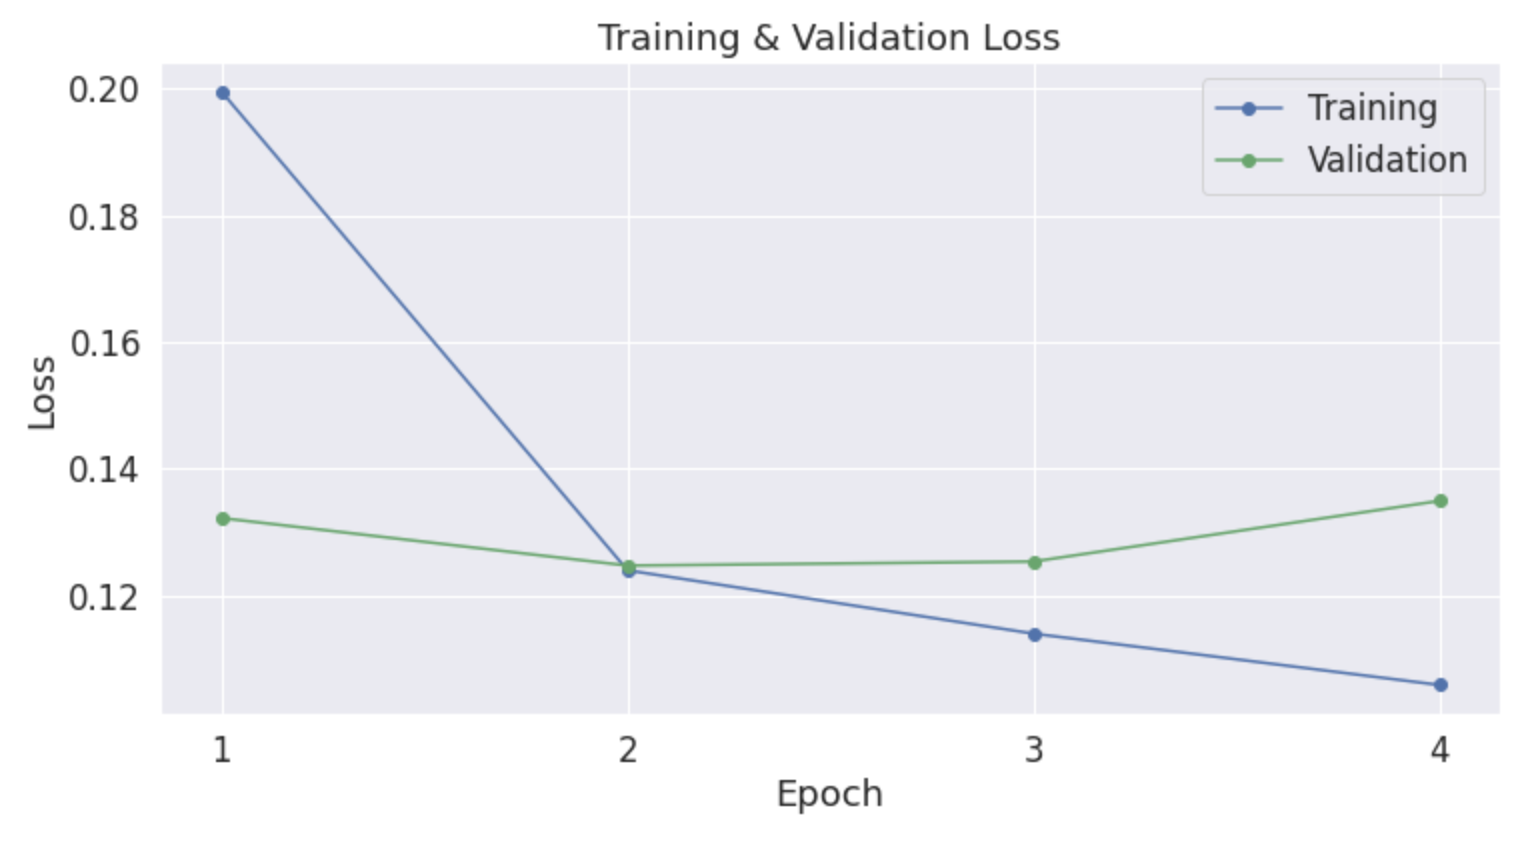 Training & Validation Loss
Training
Validation
0.20
0.18
0.16
0.14
0.12
Loss
1 2 3 4
Epoch